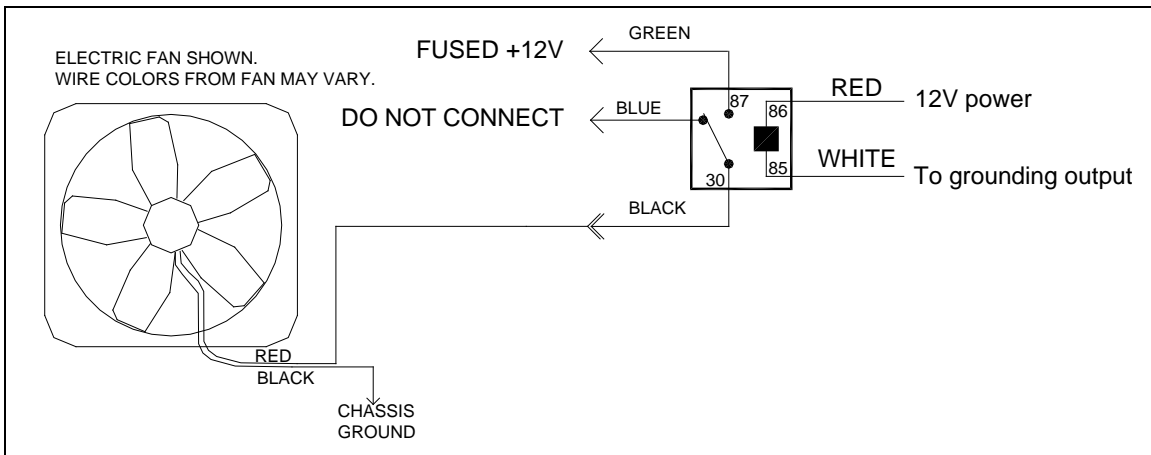 ELECTRIC FAN SHOWN.
WIRE COLORS FROM FAN MAY VARY.
FUSED +12V
GREEN
DO NOT CONNECT
BLUE
87
86
RED
12V power
30
85
WHITE
To grounding output
BLACK
RED
BLACK
CHASSIS
GROUND